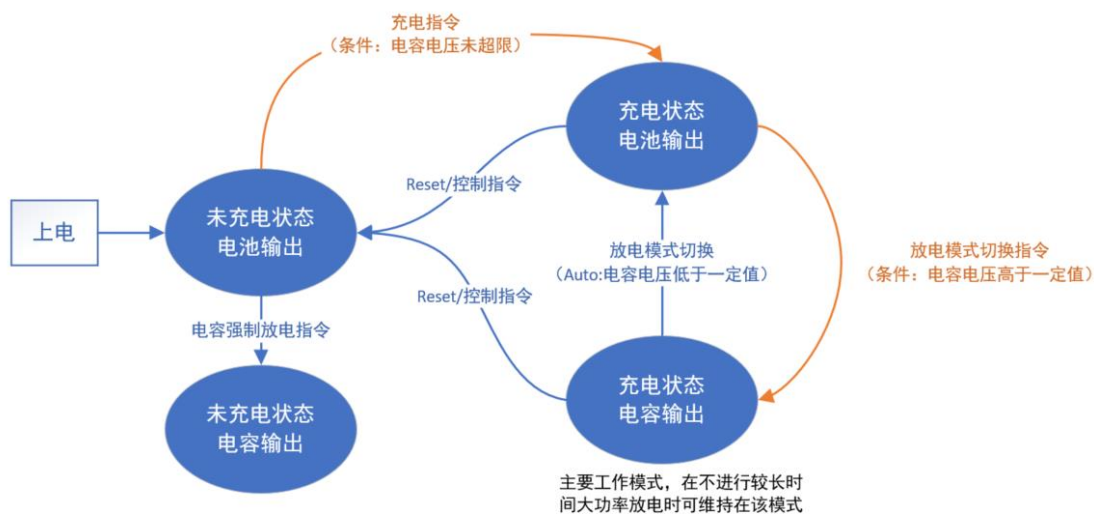 充电指令
（条件：电容电压未超限）
充电状态
电池输出
Reset/控制指令
上电
未充电状态
电池输出
放电模式切换
（Auto:电容电压低于一定值）
放电模式切换指令
（条件：电容电压高于一定值）
Reset/控制指令
电容强制放电指令
充电状态
电容输出
未充电状态
电容输出
主要工作模式，在不进行较长时
间大功率放电时可维持在该模式